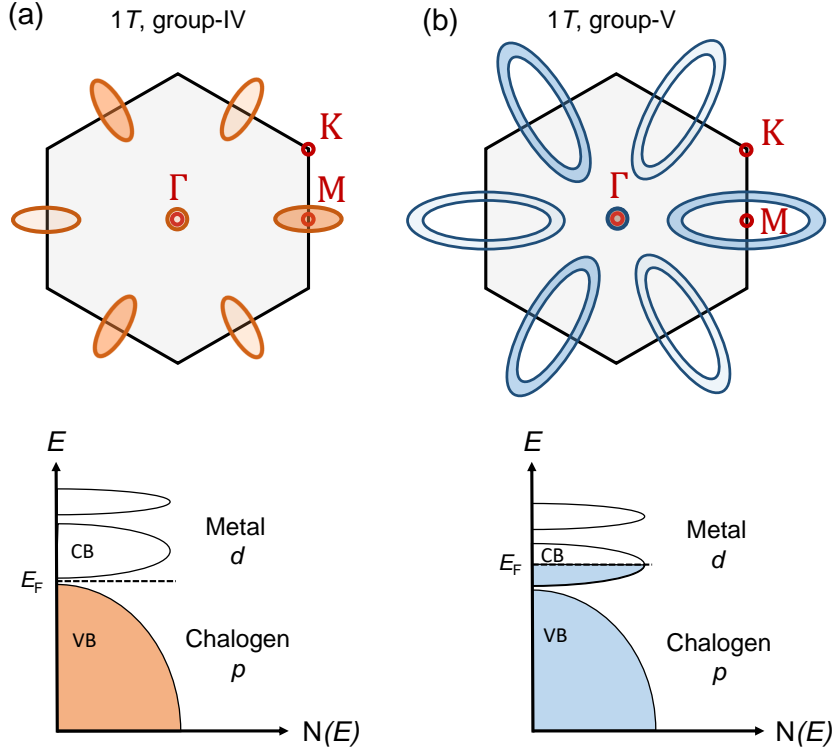 (a)
1T, group-IV
K
Γ
M
E
Metal
d
CB
EF
VB
Chalogen
p
N(E)
(b)
1T, group-V
K
Γ
M
E
Metal
d
CB
EF
VB
Chalogen
p
N(E)